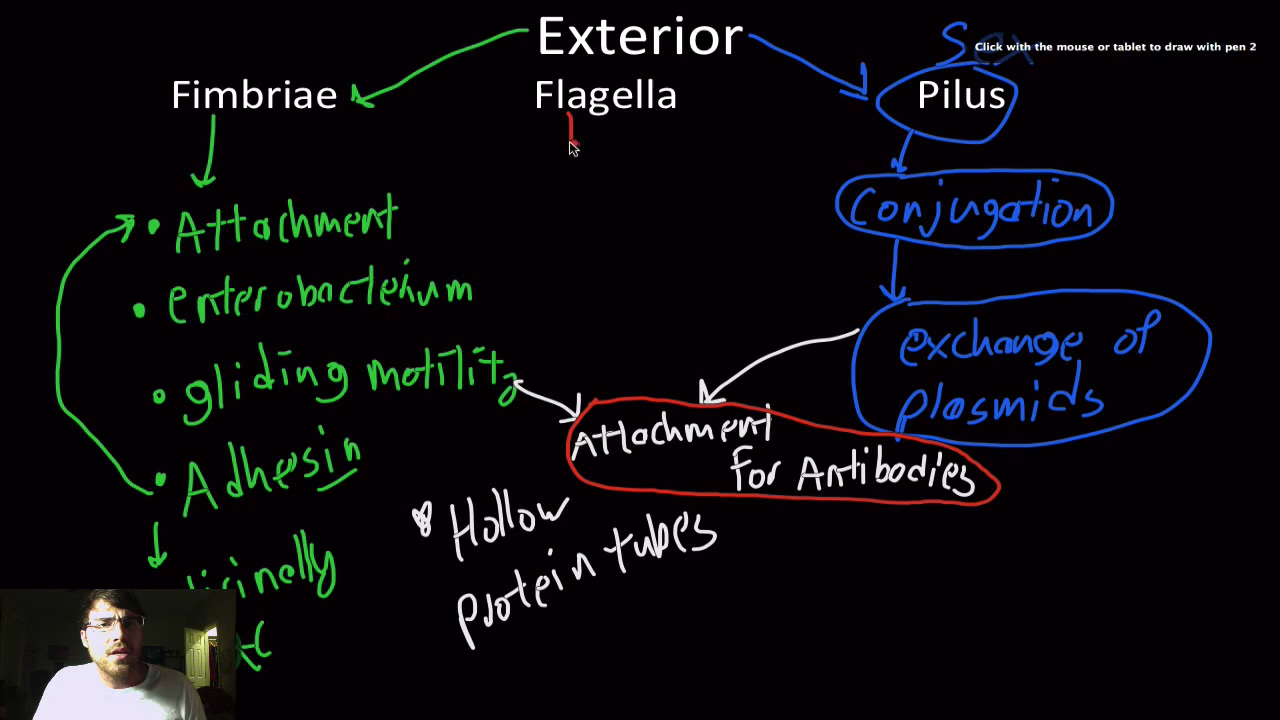 Exterior
Sex
Click with the mouse or tablet to draw with pen 2
Fimbriae
Flagella
Pilus
• Attachment
• enterobacterium
• gliding motility
• Adhesin
Conjugation
exchange of
plasmids
Attachment
for Antibodies
Hollow
protein tubes